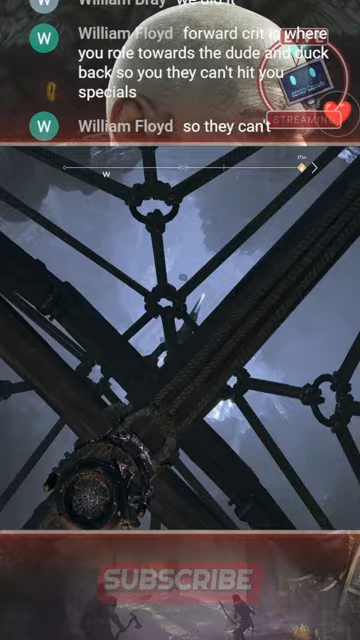 William Bray we did it
William Floyd forward crit is where
you role towards the dude and duck
back so you they can't hit you
specials
William Floyd so they can't
W
W
LIVE
STREAMING
W
SUBSCRIBE